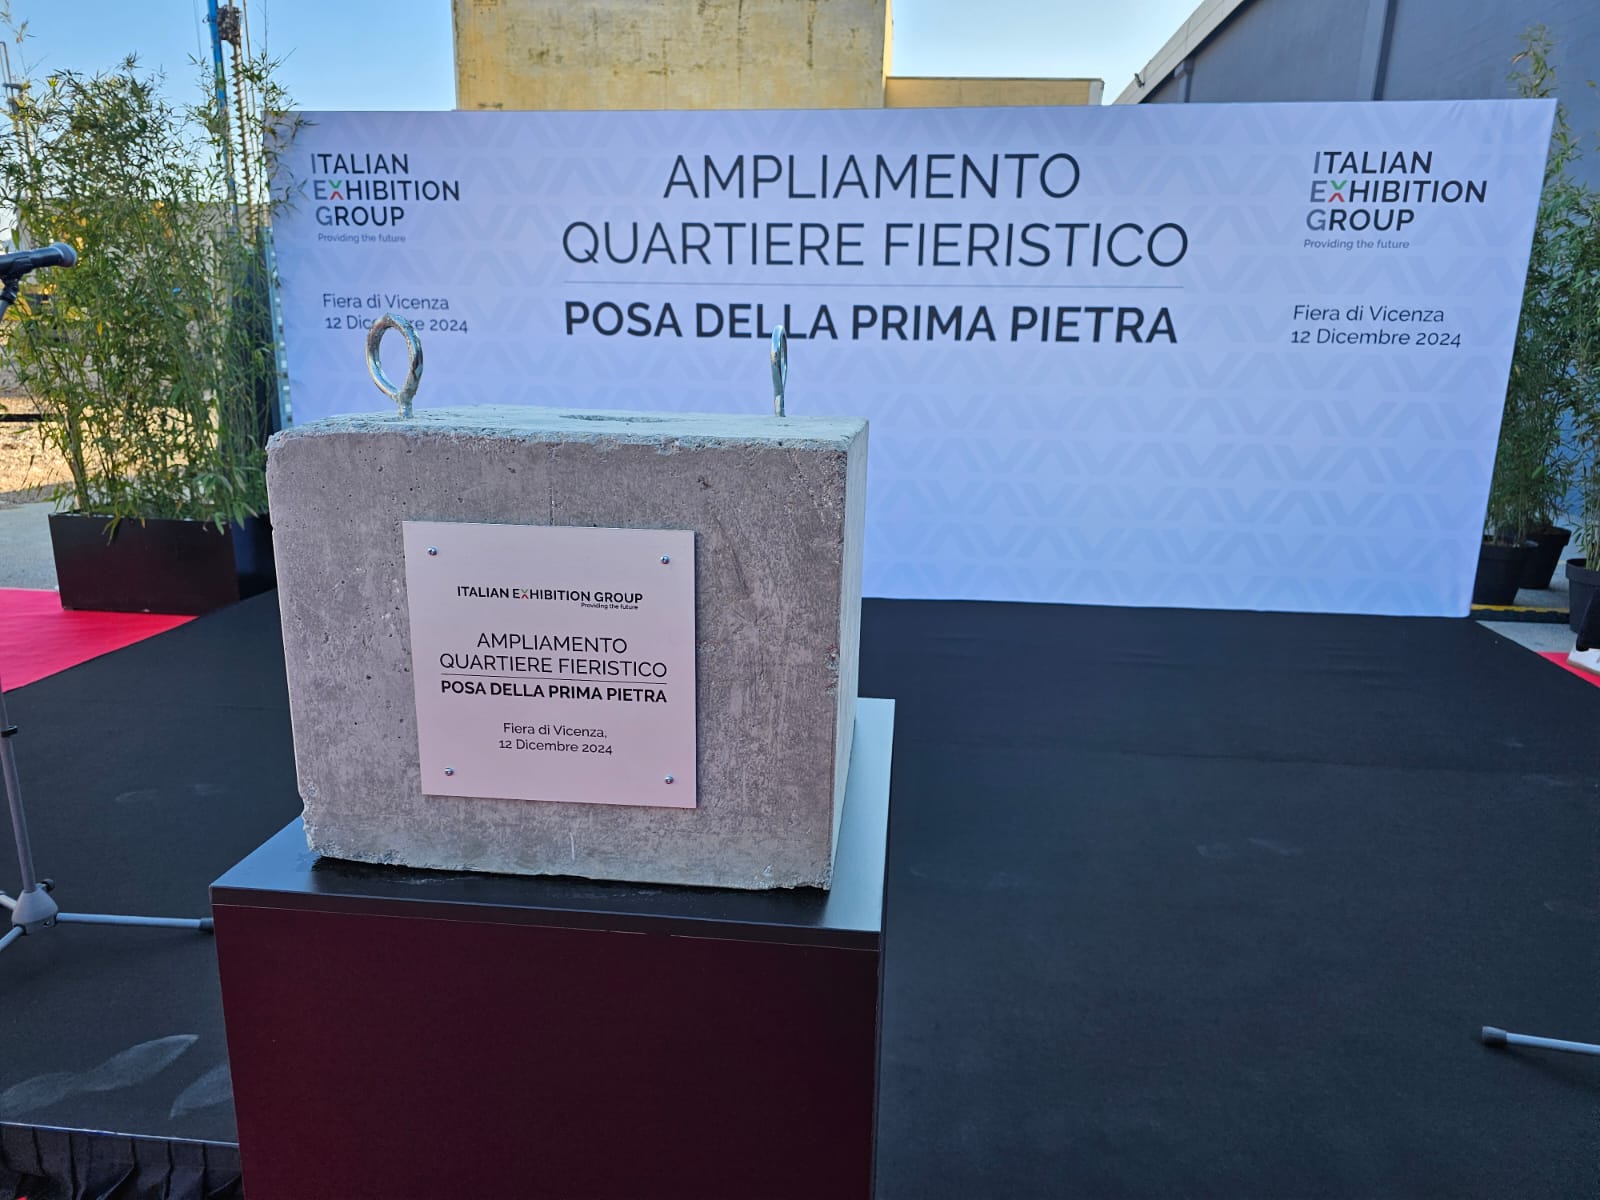 ITALIAN
EXHIBITION
GROUP
Providing the future
Fiera di Vicenza
12 Dicembre 2024
AMPLIAMENTO
QUARTIERE FIERISTICO
POSA DELLA PRIMA PIETRA
ITALIAN
EXHIBITION
GROUP
Providing the future
Fiera di Vicenza
12 Dicembre 2024
ITALIAN EXHIBITION GROUP
Providing the future
AMPLIAMENTO
QUARTIERE FIERISTICO
POSA DELLA PRIMA PIETRA
Fiera di Vicenza,
12 Dicembre 2024